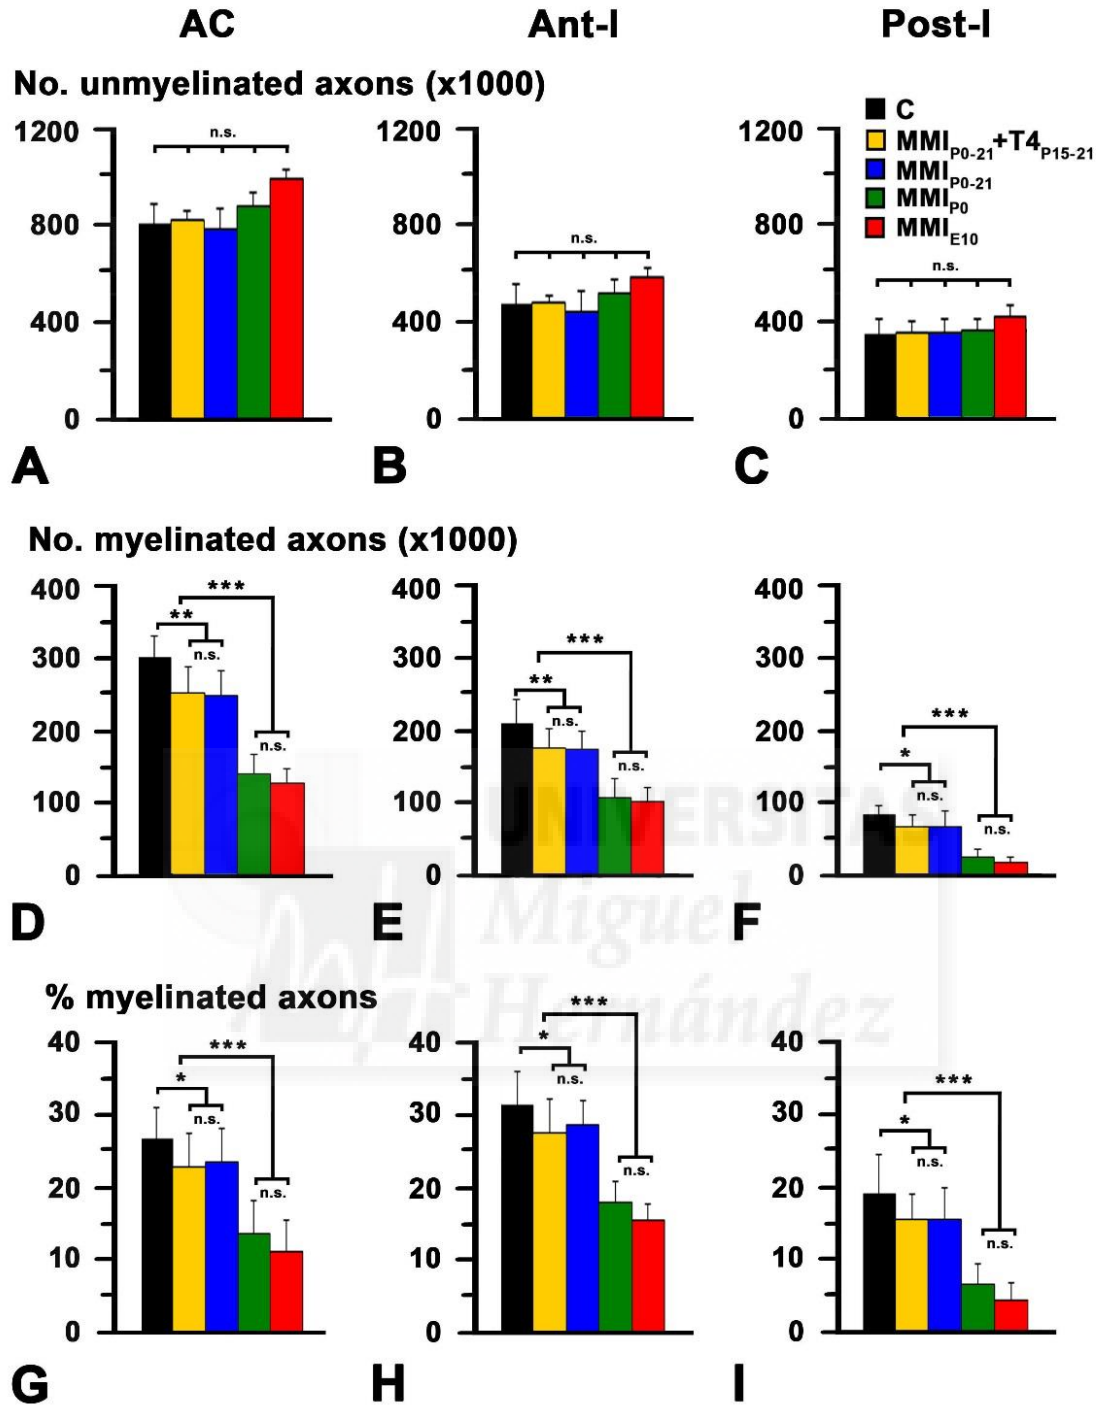 AC Ant-I Post-I
No. unmyelinated axons (x1000)
1200 800 400 0
n.s.
A
1200 800 400 0
n.s.
B
1200 800 400 0
n.s.
C
C
MMIP0-21+T4P15-21
MMIP0-21
MMIP0
MMIE10
No. myelinated axons (x1000)
400 300 200 100 0
***
**
n.s.
n.s.
D
400 300 200 100 0
***
**
n.s.
n.s.
E
400 300 200 100 0
***
*
n.s.
n.s.
F
UNIVERSITAS
Miguel
Hernández
% myelinated axons
40 30 20 10 0
***
*
n.s.
n.s.
G
40 30 20 10 0
***
*
n.s.
n.s.
H
40 30 20 10 0
***
*
n.s.
n.s.
I